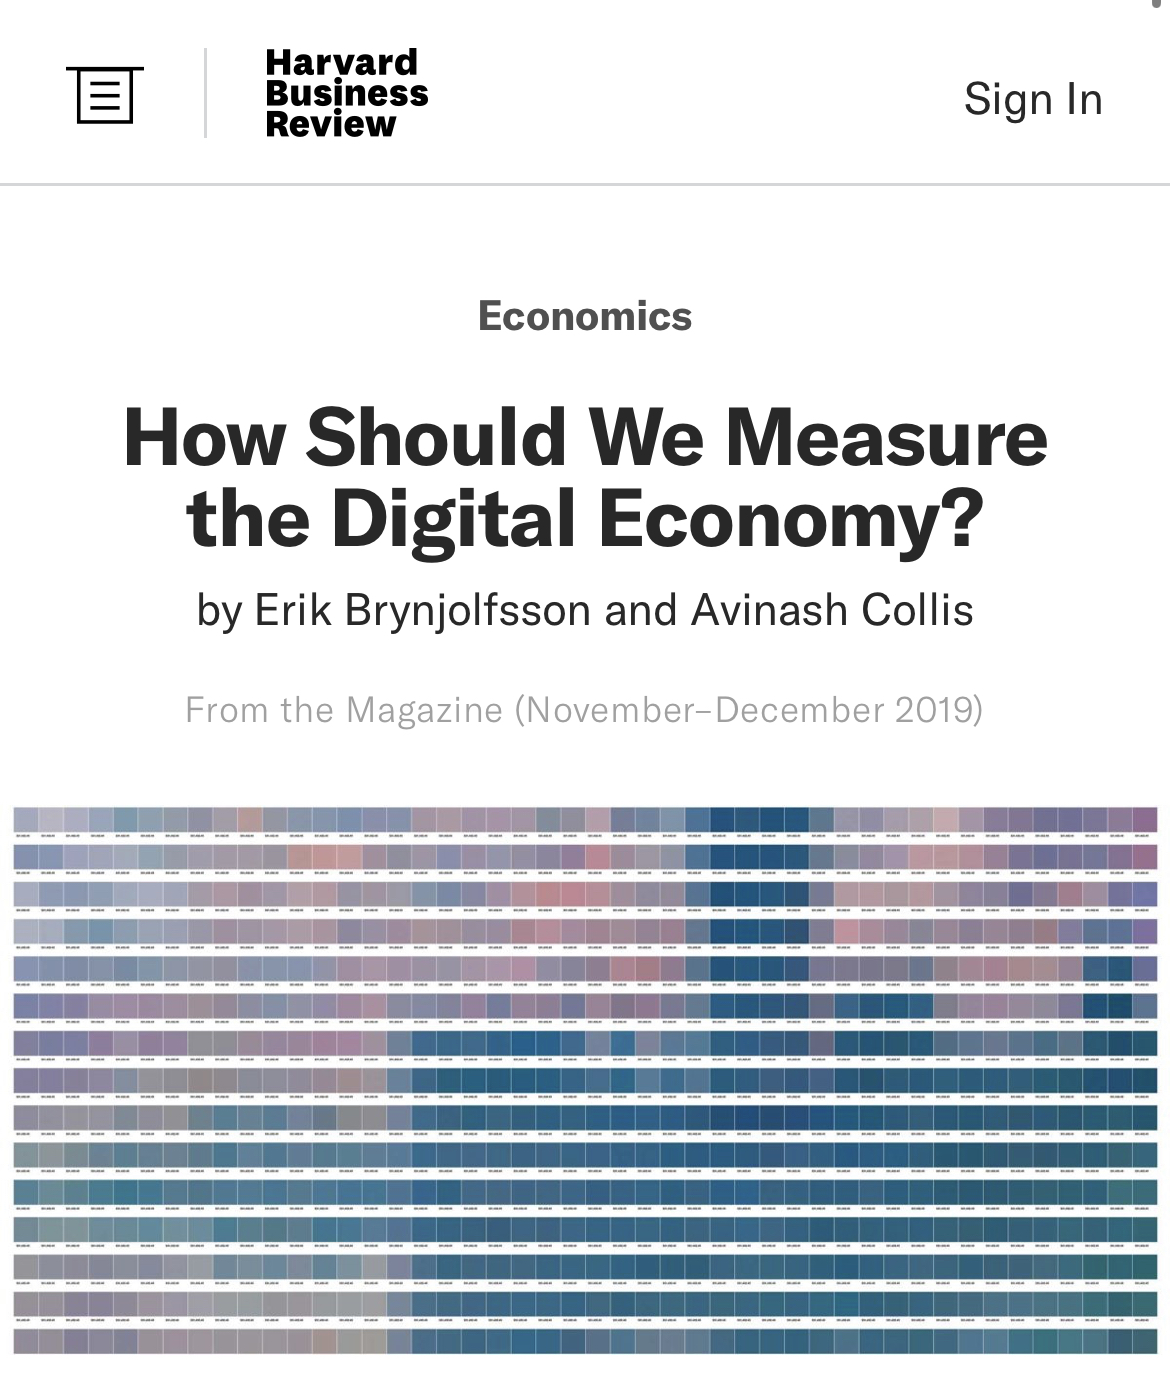 Harvard
Business
Review
Sign In
Economics
How Should We Measure
the Digital Economy?
by Erik Brynjolfsson and Avinash Collis
From the Magazine (November–December 2019)